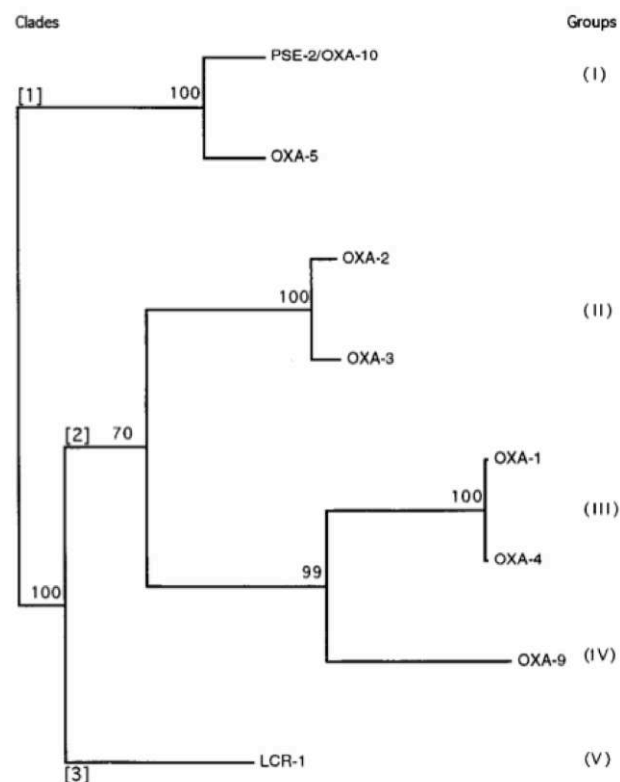 Clades Groups
PSE-2/OXA-10
(I)
[1] 100
OXA-5
OXA-2
100 (II)
OXA-3
[2] 70
OXA-1
100 (III)
OXA-4
99
100
OXA-9 (IV)
LCR-1 (V)
[3]